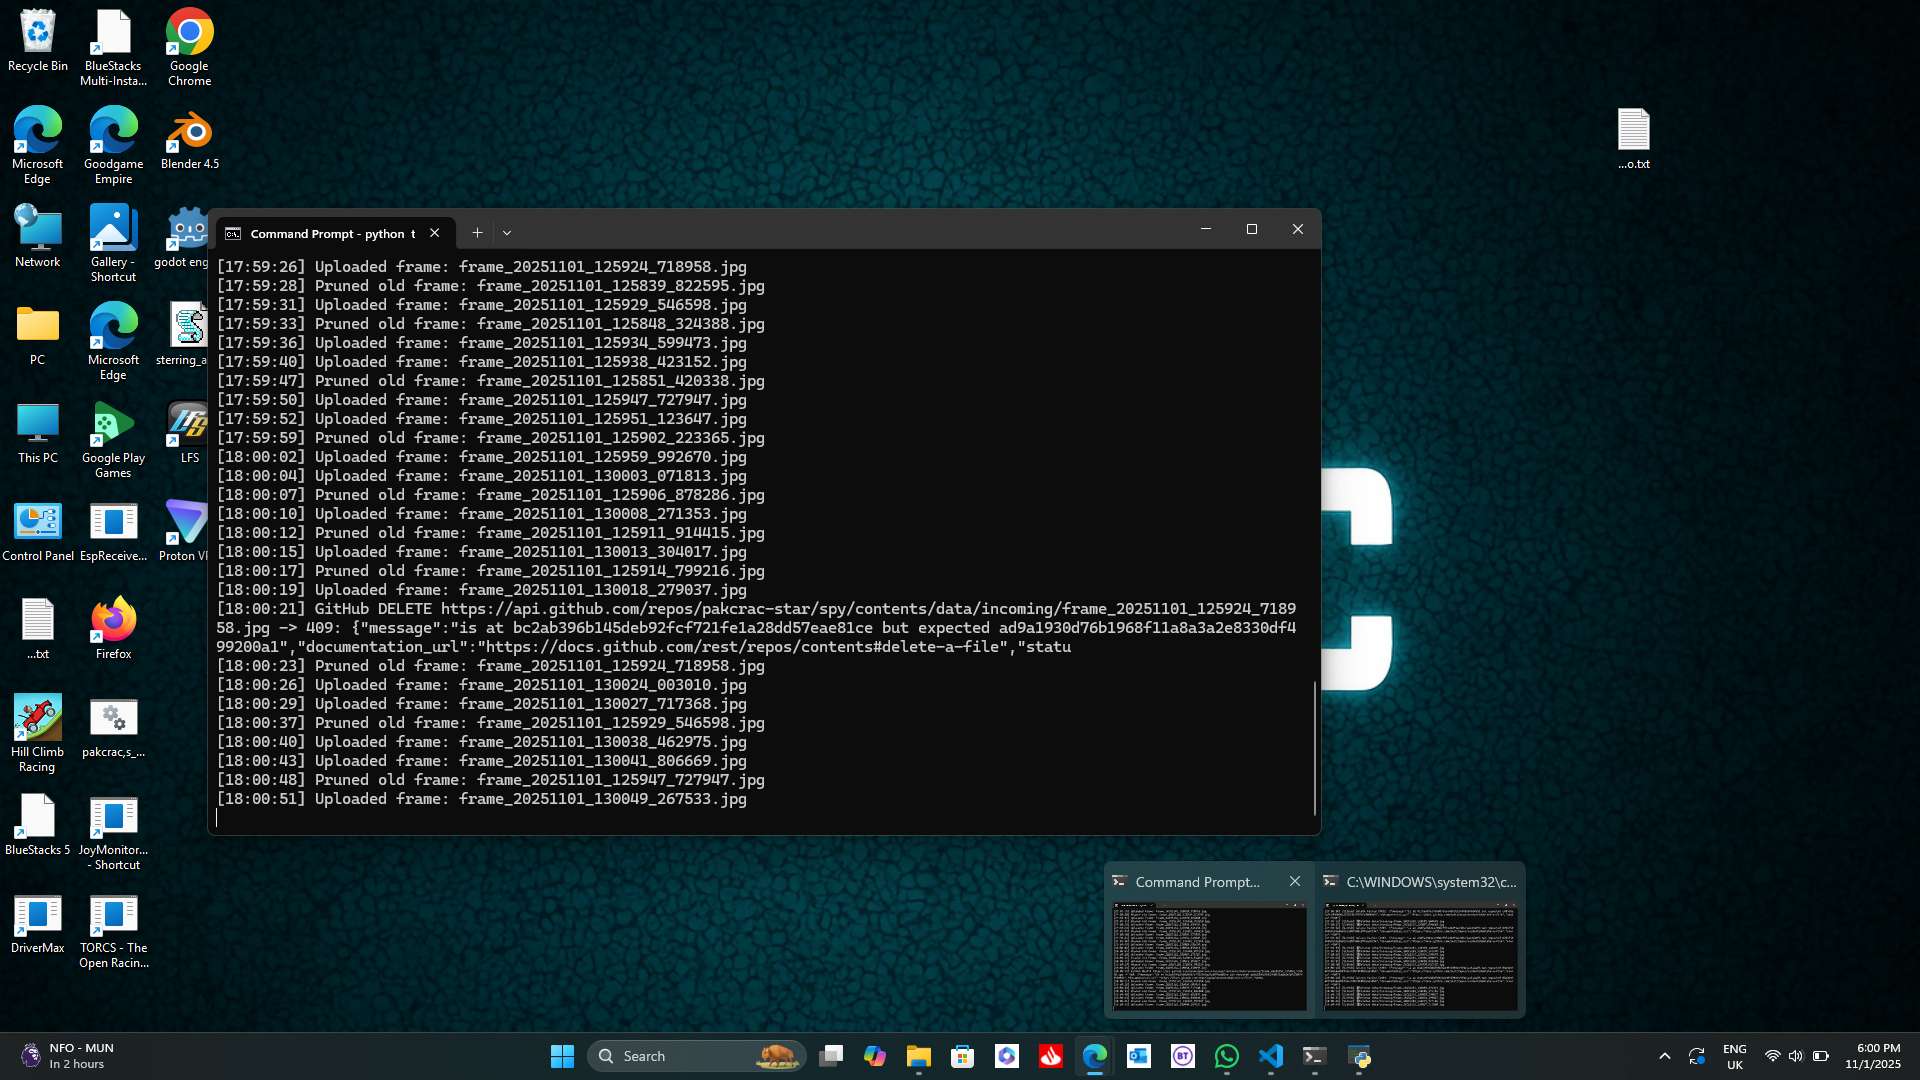 Recycle Bin
BlueStacks
Multi-Insta...
Google
Chrome
Microsoft
Edge
Goodgame
Empire
Blender 4.5
...o.txt
Network
Gallery -
Shortcut
godot eng
PC
Microsoft
Edge
sterring_a
This PC
Google Play
Games
LFS
Control Panel
EspReceive...
Proton VP
...txt
Firefox
Hill Climb
Racing
pakcrac,s_...
BlueStacks 5
JoyMonitor...
- Shortcut
DriverMax
TORCS - The
Open Racin...
Command Prompt - python t
[17:59:26] Uploaded frame: frame_20251101_125924_718958.jpg
[17:59:28] Pruned old frame: frame_20251101_125839_822595.jpg
[17:59:31] Uploaded frame: frame_20251101_125929_546598.jpg
[17:59:33] Pruned old frame: frame_20251101_125848_324388.jpg
[17:59:36] Uploaded frame: frame_20251101_125934_599473.jpg
[17:59:40] Uploaded frame: frame_20251101_125938_423152.jpg
[17:59:47] Pruned old frame: frame_20251101_125851_420338.jpg
[17:59:50] Uploaded frame: frame_20251101_125947_727947.jpg
[17:59:52] Uploaded frame: frame_20251101_125951_123647.jpg
[17:59:59] Pruned old frame: frame_20251101_125902_223365.jpg
[18:00:02] Uploaded frame: frame_20251101_125959_992670.jpg
[18:00:04] Uploaded frame: frame_20251101_130003_071813.jpg
[18:00:07] Pruned old frame: frame_20251101_125906_878286.jpg
[18:00:10] Uploaded frame: frame_20251101_130008_271353.jpg
[18:00:12] Pruned old frame: frame_20251101_125911_914415.jpg
[18:00:15] Uploaded frame: frame_20251101_130013_304017.jpg
[18:00:17] Pruned old frame: frame_20251101_125914_799216.jpg
[18:00:19] Uploaded frame: frame_20251101_130018_279037.jpg
[18:00:21] GitHub DELETE https://api.github.com/repos/pakcrac-star/spy/contents/data/incoming/frame_20251101_125924_7189
58.jpg -> 409: {"message":"is at bc2ab396b145deb92fcf721fe1a28dd57eae81ce but expected ad9a1930d76b1968f11a8a3a2e8330df4
99200a1","documentation_url":"https://docs.github.com/rest/repos/contents#delete-a-file","statu
[18:00:23] Pruned old frame: frame_20251101_125924_718958.jpg
[18:00:26] Uploaded frame: frame_20251101_130024_003010.jpg
[18:00:29] Uploaded frame: frame_20251101_130027_717368.jpg
[18:00:37] Pruned old frame: frame_20251101_125929_546598.jpg
[18:00:40] Uploaded frame: frame_20251101_130038_462975.jpg
[18:00:43] Uploaded frame: frame_20251101_130041_806669.jpg
[18:00:48] Pruned old frame: frame_20251101_125947_727947.jpg
[18:00:51] Uploaded frame: frame_20251101_130049_267533.jpg
C
Command Prompt...
C:\WINDOWS\system32\c...
NFO - MUN
In 2 hours
Search
BT
ENG
UK
6:00 PM
11/1/2025